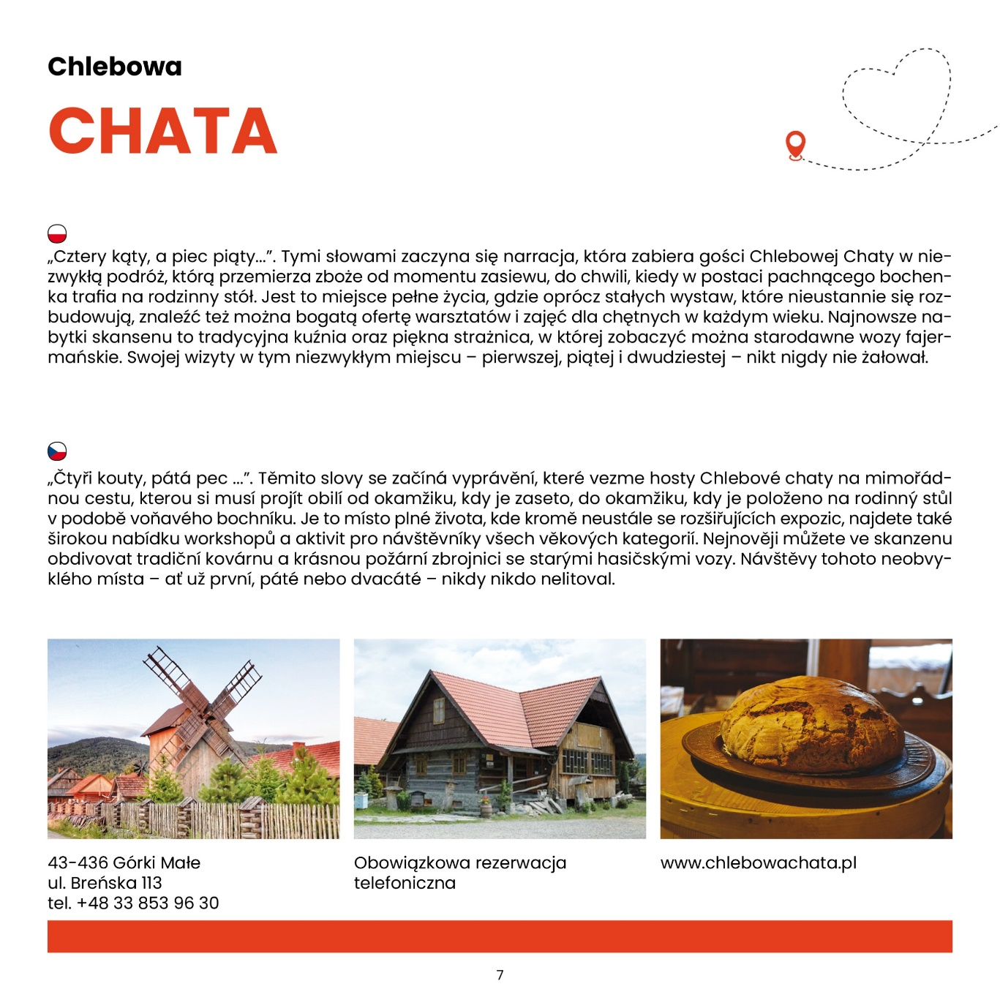 Chlebowa
CHATA
„Cztery kąty, a piec piąty...”. Tymi słowami zaczyna się narracja, która zabiera gości Chlebowej Chaty w nie-
zwykłą podróż, którą przemierza zboże od momentu zasiewu, do chwili, kiedy w postaci pachnącego bochen-
ka trafia na rodzinny stół. Jest to miejsce pełne życia, gdzie oprócz stałych wystaw, które nieustannie się roz-
budowują, znaleźć też można bogatą ofertę warsztatów i zajęć dla chętnych w każdym wieku. Najnowsze na-
bytki skansenu to tradycyjna kuźnia oraz piękna strażnica, w której zobaczyć można starodawne wozy fajer-
mańskie. Swojej wizyty w tym niezwykłym miejscu – pierwszej, piątej i dwudziestej – nikt nigdy nie żałował.
„Čtyři kouty, pátá pec ...”. Těmito slovy se začíná vyprávění, které vezme hosty Chlebové chaty na mimořád-
nou cestu, kterou si musí projít obilí od okamžiku, kdy je zaseto, do okamžiku, kdy je položeno na rodinný stůl
v podobě voňavého bochníku. Je to místo plné života, kde kromě neustále se rozšiřujících expozic, najdete také
širokou nabídku workshopů a aktivit pro návštěvníky všech věkových kategorií. Nejnověji můžete ve skanzenu
obdivovat tradiční kovárnu a krásnou požární zbrojnici se starými hasičskými vozy. Návštěvy tohoto neobvy-
klého místa – ať už první, páté nebo dvacáté – nikdy nikdo nelitoval.
43-436 Górki Małe
ul. Breńska 113
tel. +48 33 853 96 30
Obowiązkowa rezerwacja
telefoniczna
www.chlebowachata.pl
7